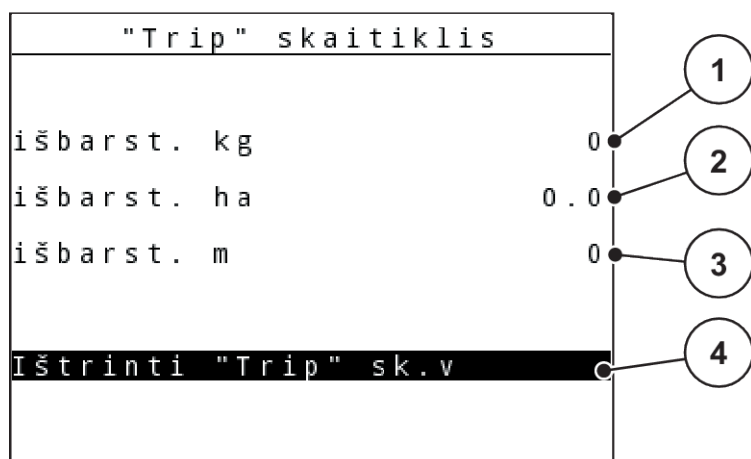 "Trip" skaitiklis
išbarst. kg 0
išbarst. ha 0.0
išbarst. m 0
Ištrinti "Trip" sk.v
1
2
3
4